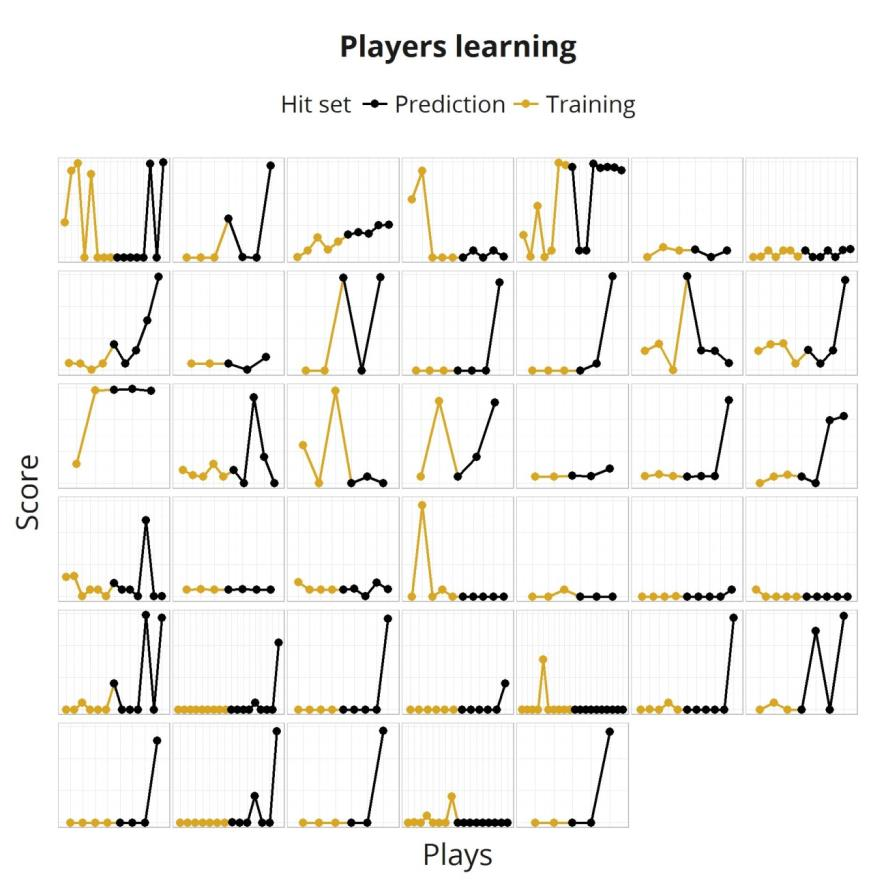 Players learning
Hit set Prediction Training
Score
Plays